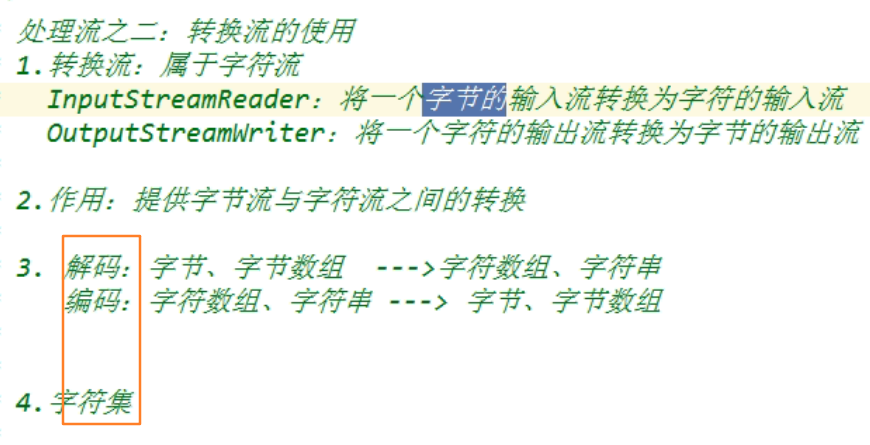 处理流之二：转换流的使用
1.转换流：属于字符流
InputStreamReader：将一个字节的输入流转换为字符的输入流
OutputStreamWriter：将一个字符的输出流转换为字节的输出流
2.作用：提供字节流与字符流之间的转换
3. 解码：字节、字节数组 --->字符数组、字符串
编码：字符数组、字符串 ---> 字节、字节数组
4.字符集